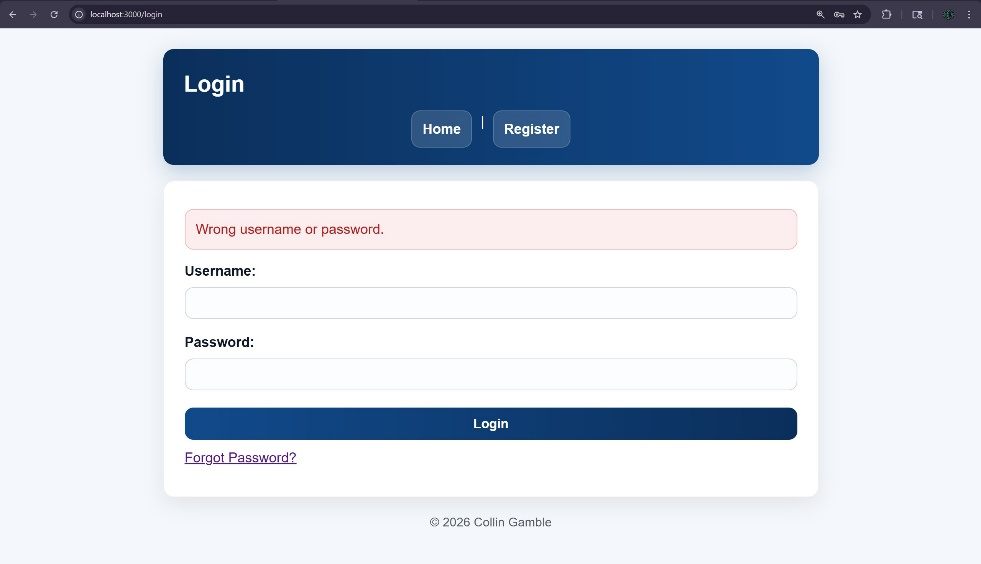 localhost:3000/login
Login
Home | Register
Wrong username or password.
Username:
Password:
Login
Forgot Password?
© 2026 Collin Gamble